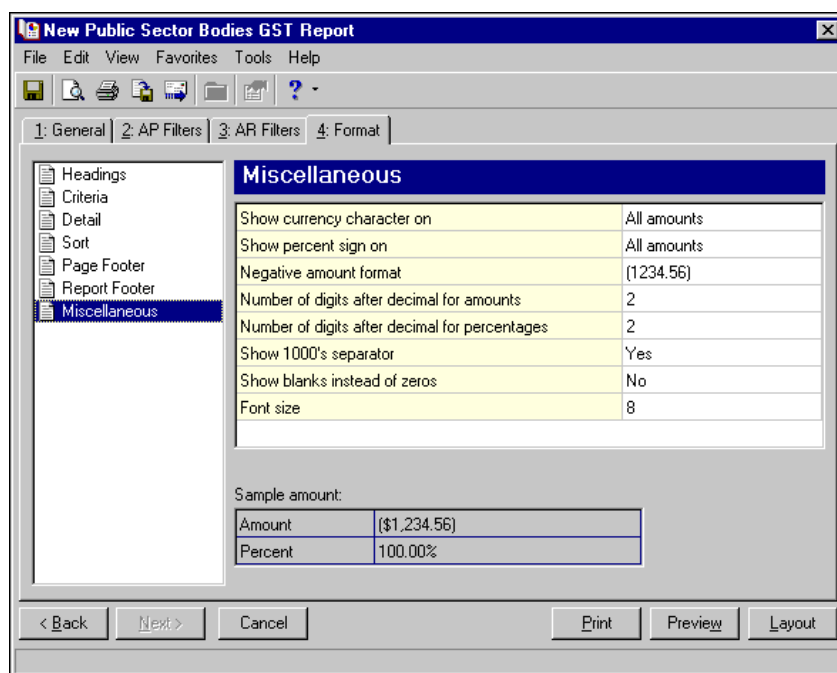 New Public Sector Bodies GST Report
File Edit View Favorites Tools Help
1: General 2: AP Filters 3: AR Filters 4: Format
Headings
Criteria
Detail
Sort
Page Footer
Report Footer
Miscellaneous
Miscellaneous
Show currency character on All amounts
Show percent sign on All amounts
Negative amount format (1234.56)
Number of digits after decimal for amounts 2
Number of digits after decimal for percentages 2
Show 1000's separator Yes
Show blanks instead of zeros No
Font size 8
Sample amount:
Amount ($1,234.56)
Percent 100.00%
< Back Next > Cancel Print Preview Layout